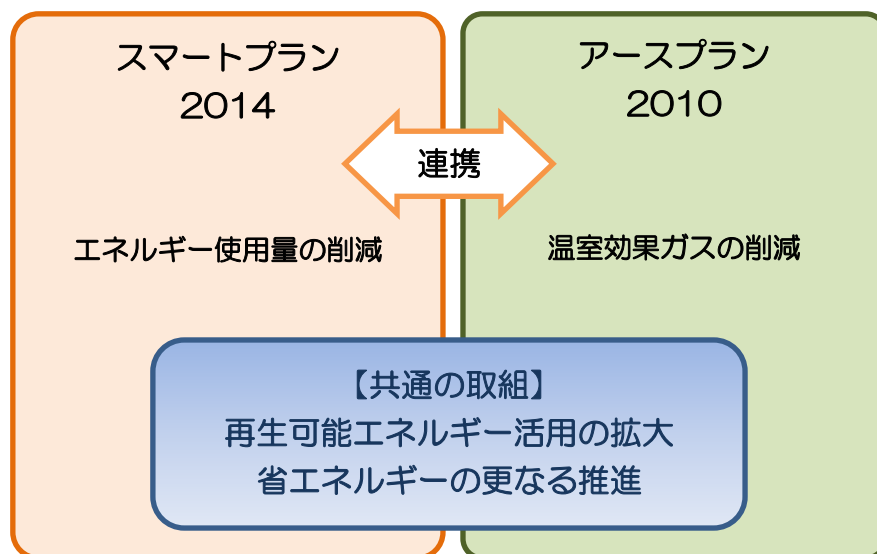 スマートプラン
2014
アースプラン
2010
連携
エネルギー使用量の削減
温室効果ガスの削減
【共通の取組】
再生可能エネルギー活用の拡大
省エネルギーの更なる推進